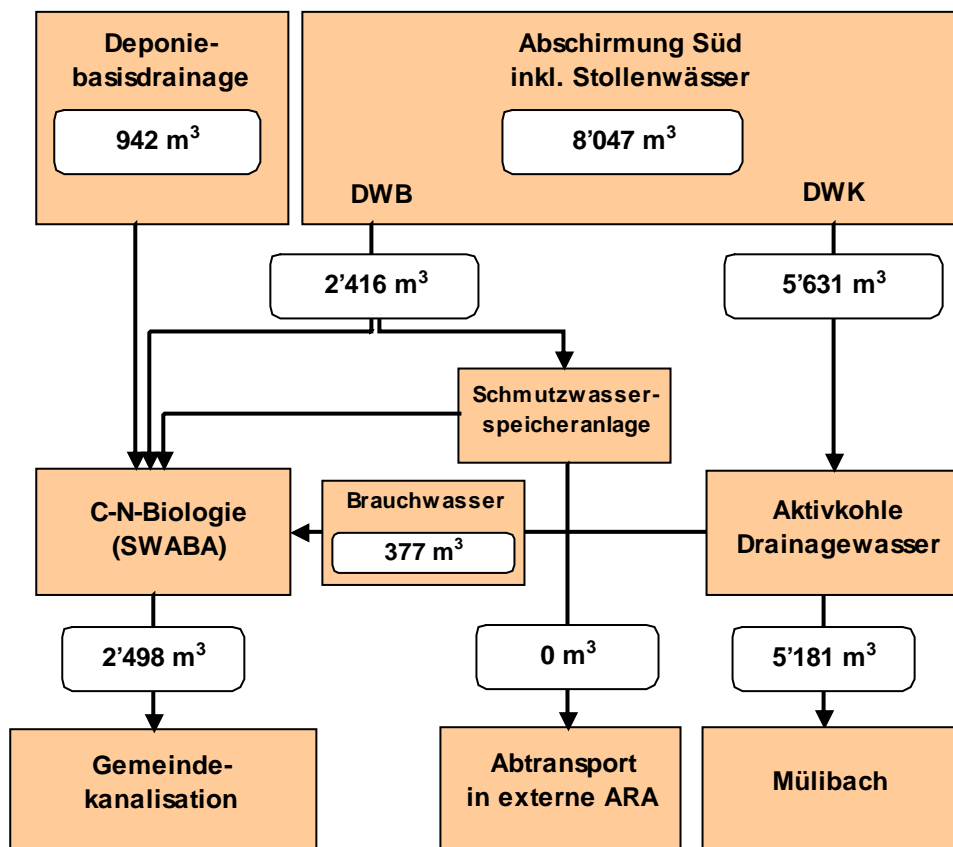 Deponie-
basisdrainage
942 m³
Abschirmung Süd
inkl. Stollenwässer
8’047 m³
DWB
DWK
2’416 m³
5’631 m³
Schmutzwasser-
speicheranlage
C-N-Biologie
(SWABA)
Brauchwasser
377 m³
Aktivkohle
Drainagewasser
2’498 m³
0 m³
5’181 m³
Gemeinde-
kanalisation
Abtransport
in externe ARA
Mülibach